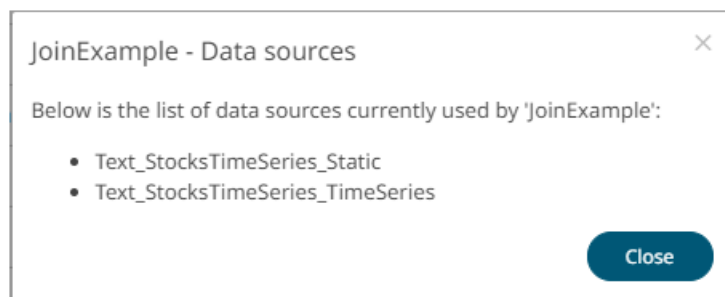 JoinExample - Data sources
Below is the list of data sources currently used by 'JoinExample':
• Text_StocksTimeSeries_Static
• Text_StocksTimeSeries_TimeSeries
Close